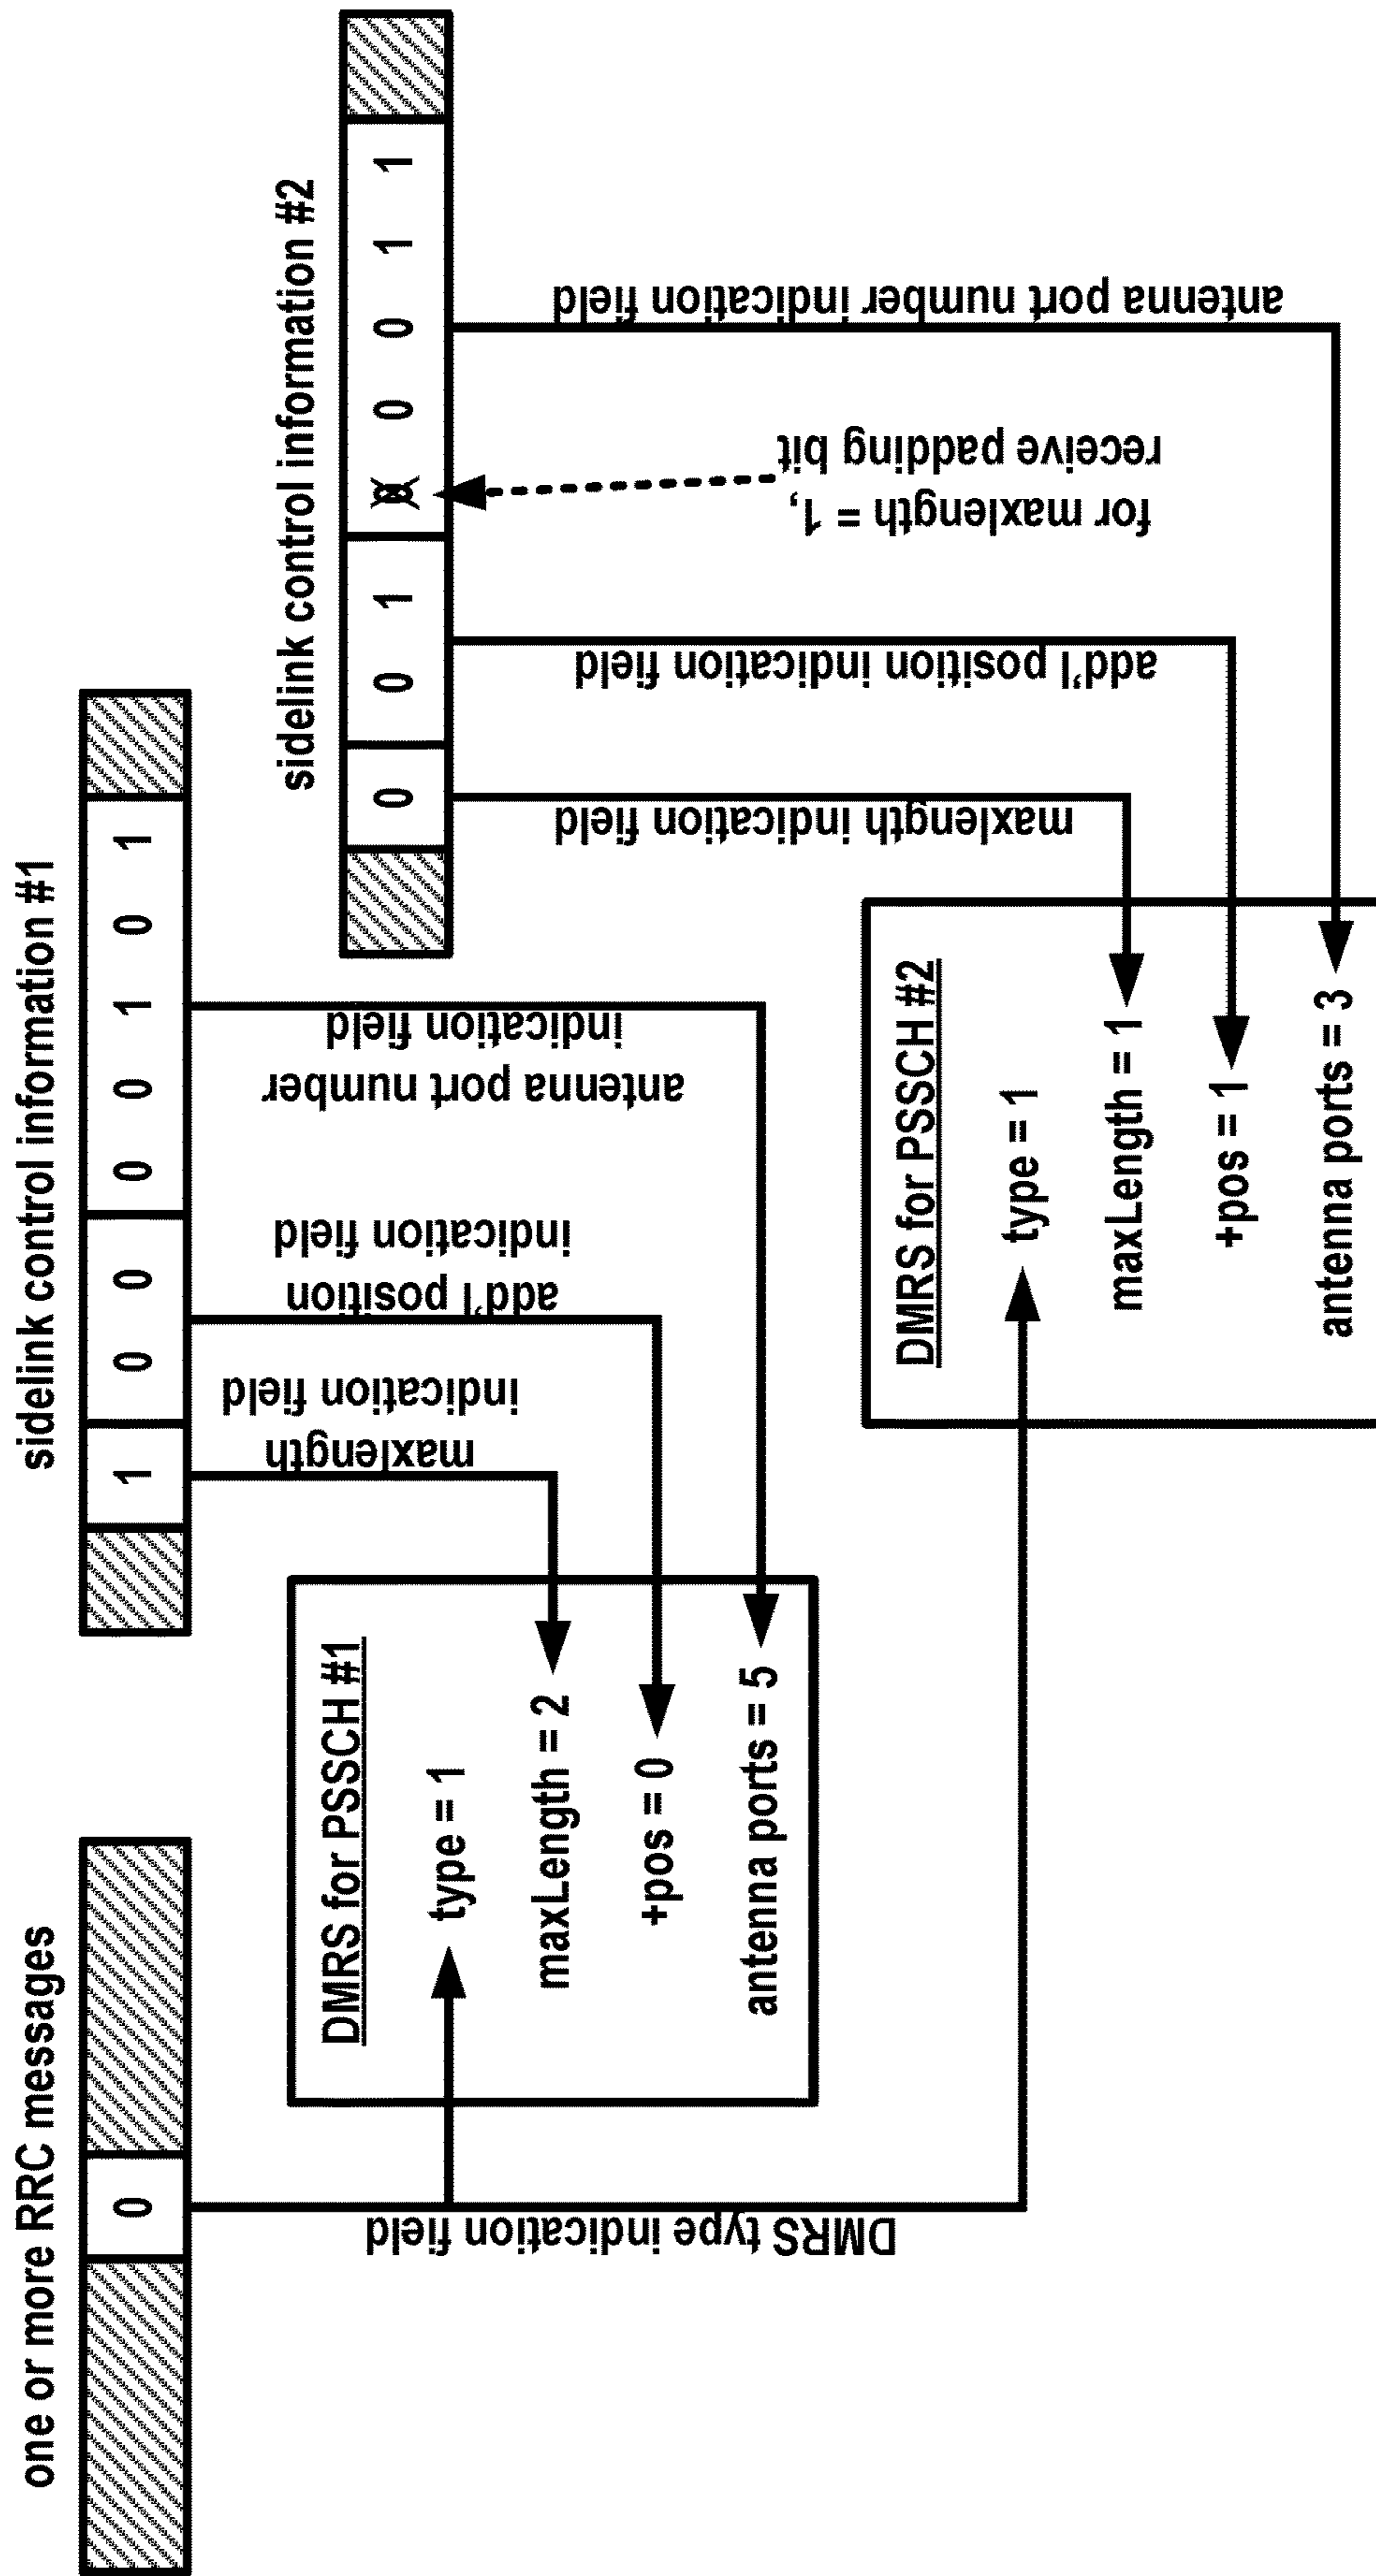 one or more RRC messages
0
DMRS type indication field
sidelink control information #1
1 0 0 0 0 1 0 1
maxlength
indication field
add'l position
indication field
antenna port number
indication field
DMRS for PSSCH #1
type = 1
maxLength = 2
+pos = 0
antenna ports = 5
sidelink control information #2
0 0 1 0 0 0 1 1
maxlength indication field
add'l position indication field
for maxlength = 1,
receive padding bit
antenna port number indication field
DMRS for PSSCH #2
type = 1
maxLength = 1
+pos = 1
antenna ports = 3